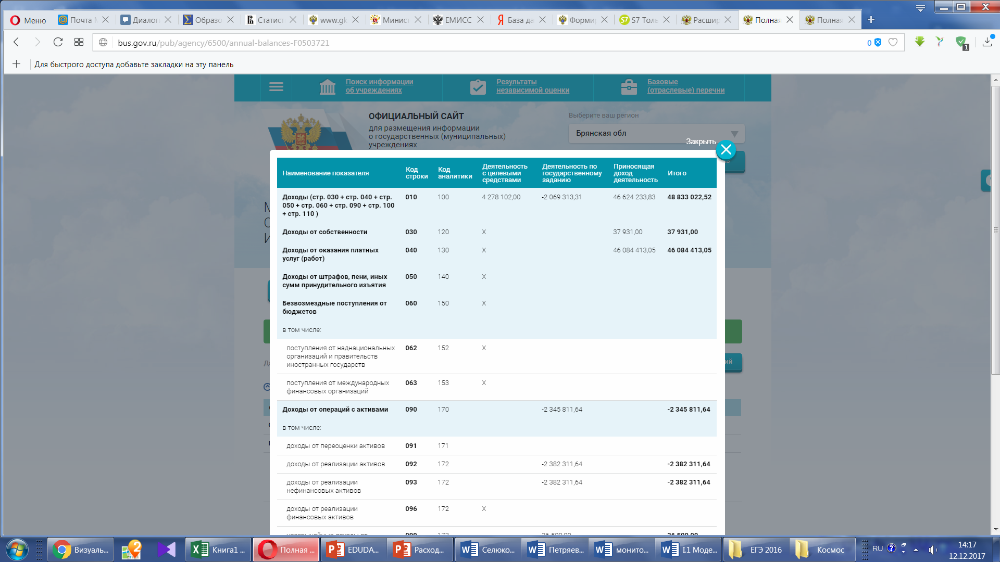 Меню
Почта
Диалог
Образо
Статист
www.gk
Минист
ЕМИСС
База да
Форми
S7 Толь
Расшир
Полная
Полная
bus.gov.ru/pub/agency/6500/annual-balances-F0503721
0
1
Для быстрого доступа добавьте закладки на эту панель
Поиск информации
об учреждениях
Результаты
независимой оценки
Базовые
(отраслевые) перечни
ОФИЦИАЛЬНЫЙ САЙТ
для размещения информации
о государственных (муниципальных)
учреждениях
Выберите ваш регион
Брянская обл
Закрыть
Наименование показателя Код строки Код аналитики Деятельность с целевыми средствами Деятельность по государственному заданию Приносящая доход деятельность Итого
Доходы (стр. 030 + стр. 040 + стр. 010 100 4 278 102,00 -2 069 313,31 46 624 233,83 48 833 022,52
050 + стр. 060 + стр. 090 + стр. 100
+ стр. 110 )
Доходы от собственности 030 120 X 37 931,00 37 931,00
Доходы от оказания платных 040 130 X 46 084 413,05 46 084 413,05
услуг (работ)
Доходы от штрафов, пени, иных 050 140 X
сумм принудительного изъятия
Безвозмездные поступления от 060 150 X
бюджетов
в том числе:
поступления от наднациональных 062 152 X
организаций и правительств
иностранных государств
поступления от международных 063 153 X
финансовых организаций
Доходы от операций с активами 090 170 -2 345 811,64 -2 345 811,64
в том числе:
доходы от переоценки активов 091 171
доходы от реализации активов 092 172 -2 382 311,64 -2 382 311,64
доходы от реализации 093 172 -2 382 311,64 -2 382 311,64
нефинансовых активов
доходы от реализации 096 172 X
финансовых активов
Визуаль...
2
Книга1 ...
Полная ...
EDUDA...
Расход...
Селюко...
Петряев...
монито...
I.1 Моде...
ЕГЭ 2016
Космос
RU
14:17
12.12.2017